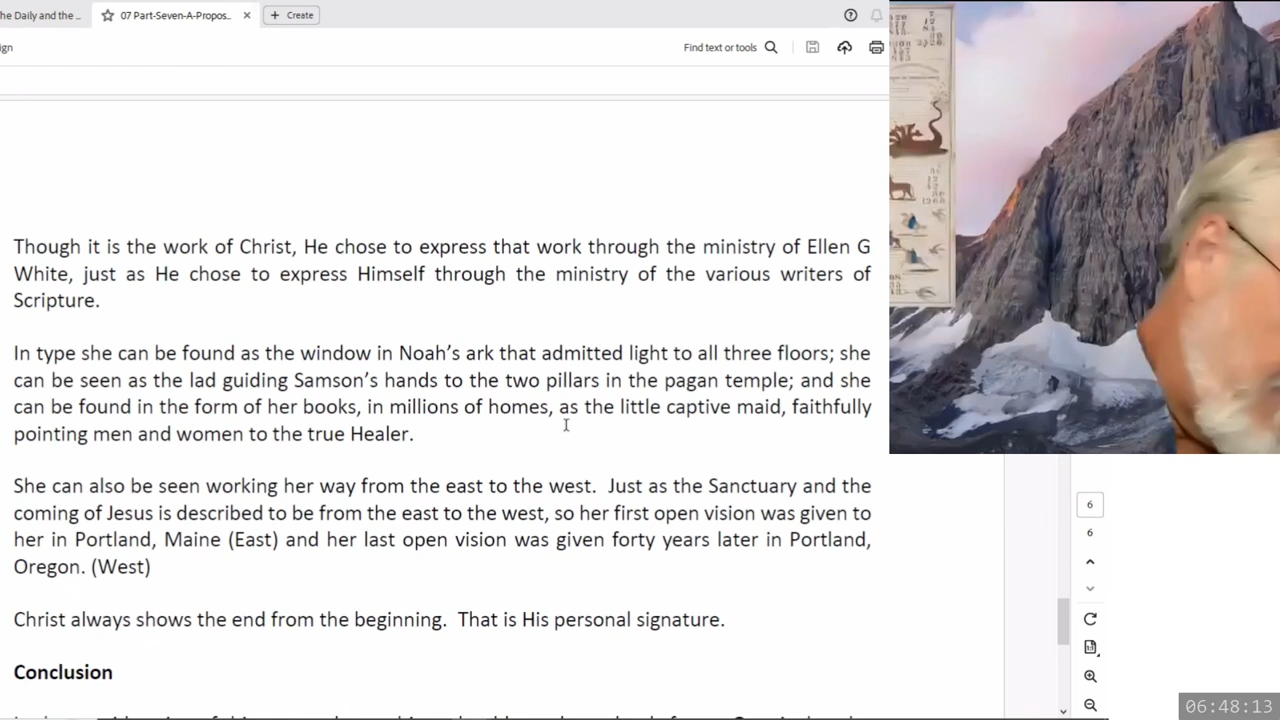 he Daily and the ..
07 Part-Seven-A-Propos..
Create
ign
Find text or tools
Though it is the work of Christ, He chose to express that work through the ministry of Ellen G
White, just as He chose to express Himself through the ministry of the various writers of
Scripture.
In type she can be found as the window in Noah’s ark that admitted light to all three floors; she
can be seen as the lad guiding Samson’s hands to the two pillars in the pagan temple; and she
can be found in the form of her books, in millions of homes, as the little captive maid, faithfully
pointing men and women to the true Healer.
She can also be seen working her way from the east to the west.  Just as the Sanctuary and the
coming of Jesus is described to be from the east to the west, so her first open vision was given to
her in Portland, Maine (East) and her last open vision was given forty years later in Portland,
Oregon. (West)
Christ always shows the end from the beginning.  That is His personal signature.
Conclusion
6
6
06:48:13